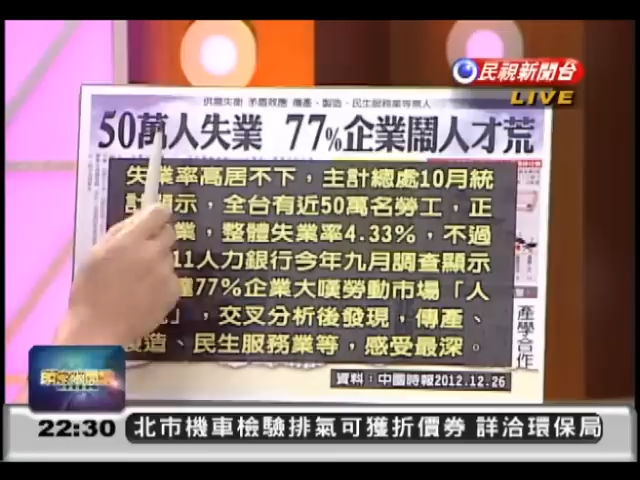 民視新聞台
LIVE
供需失衡 矛盾效應 傳產、製造、民生服務業等喬人
50萬人失業 77%企業鬧人才荒
失業率高居不下，主計總處10月統
計顯示，全台有近50萬名勞工，正
業，整體失業率4.33%，不過
11人力銀行今年九月調查顯示
77%企業大嘆勞動市場「人
」，交叉分析後發現，傳產、
製造、民生服務業等，感受最深。
產學合作
資料：中國時報2012.12.26
22:30 北市機車檢驗排氣可獲折價券 詳洽環保局